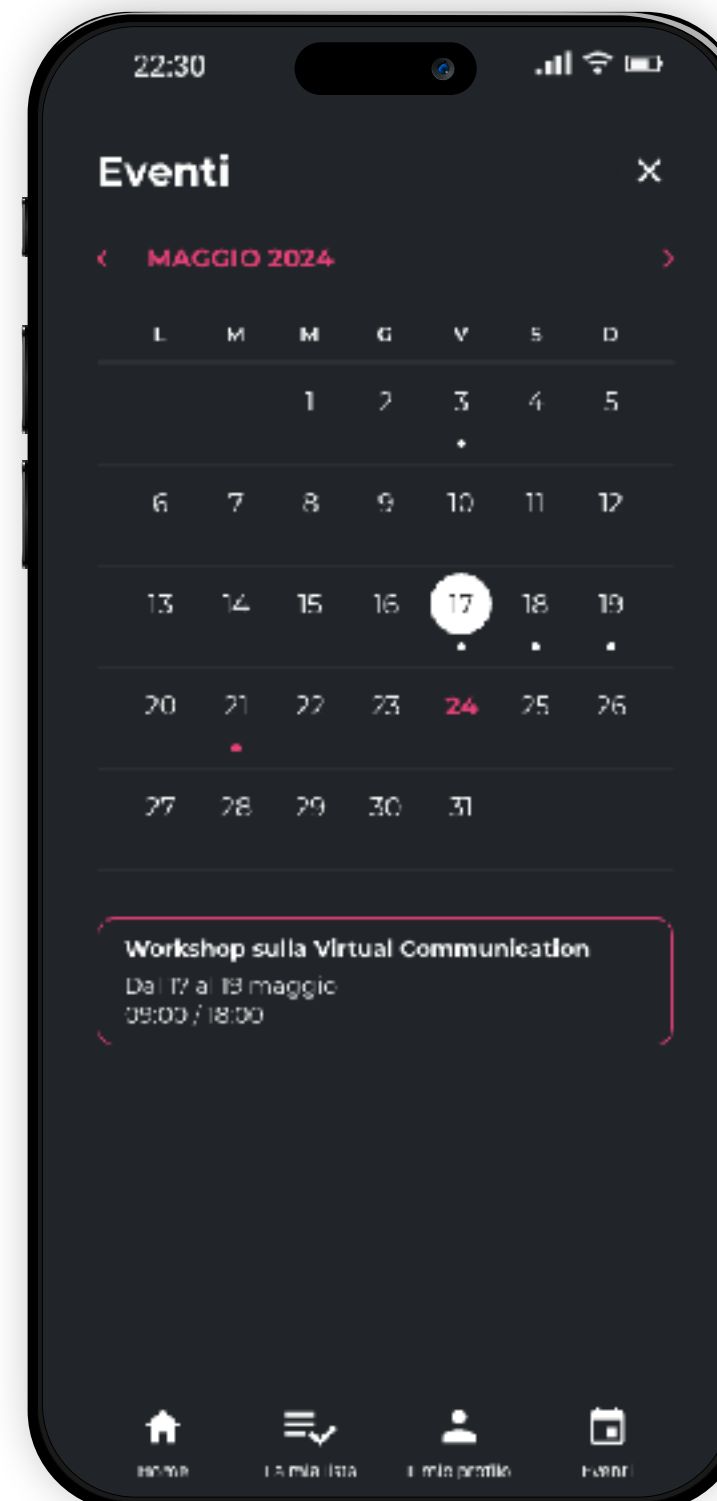 22:30
Eventi
MAGGIO 2024
L M M G V S D
1 2 3 4 5
6 7 8 9 10 11 12
13 14 15 16 17 18 19
20 21 22 23 24 25 26
27 28 29 30 31
Workshop sulla Virtual Communication
Dal 17 al 19 maggio
09:00 / 18:00
Home La mia lista Il mio profilo Eventi